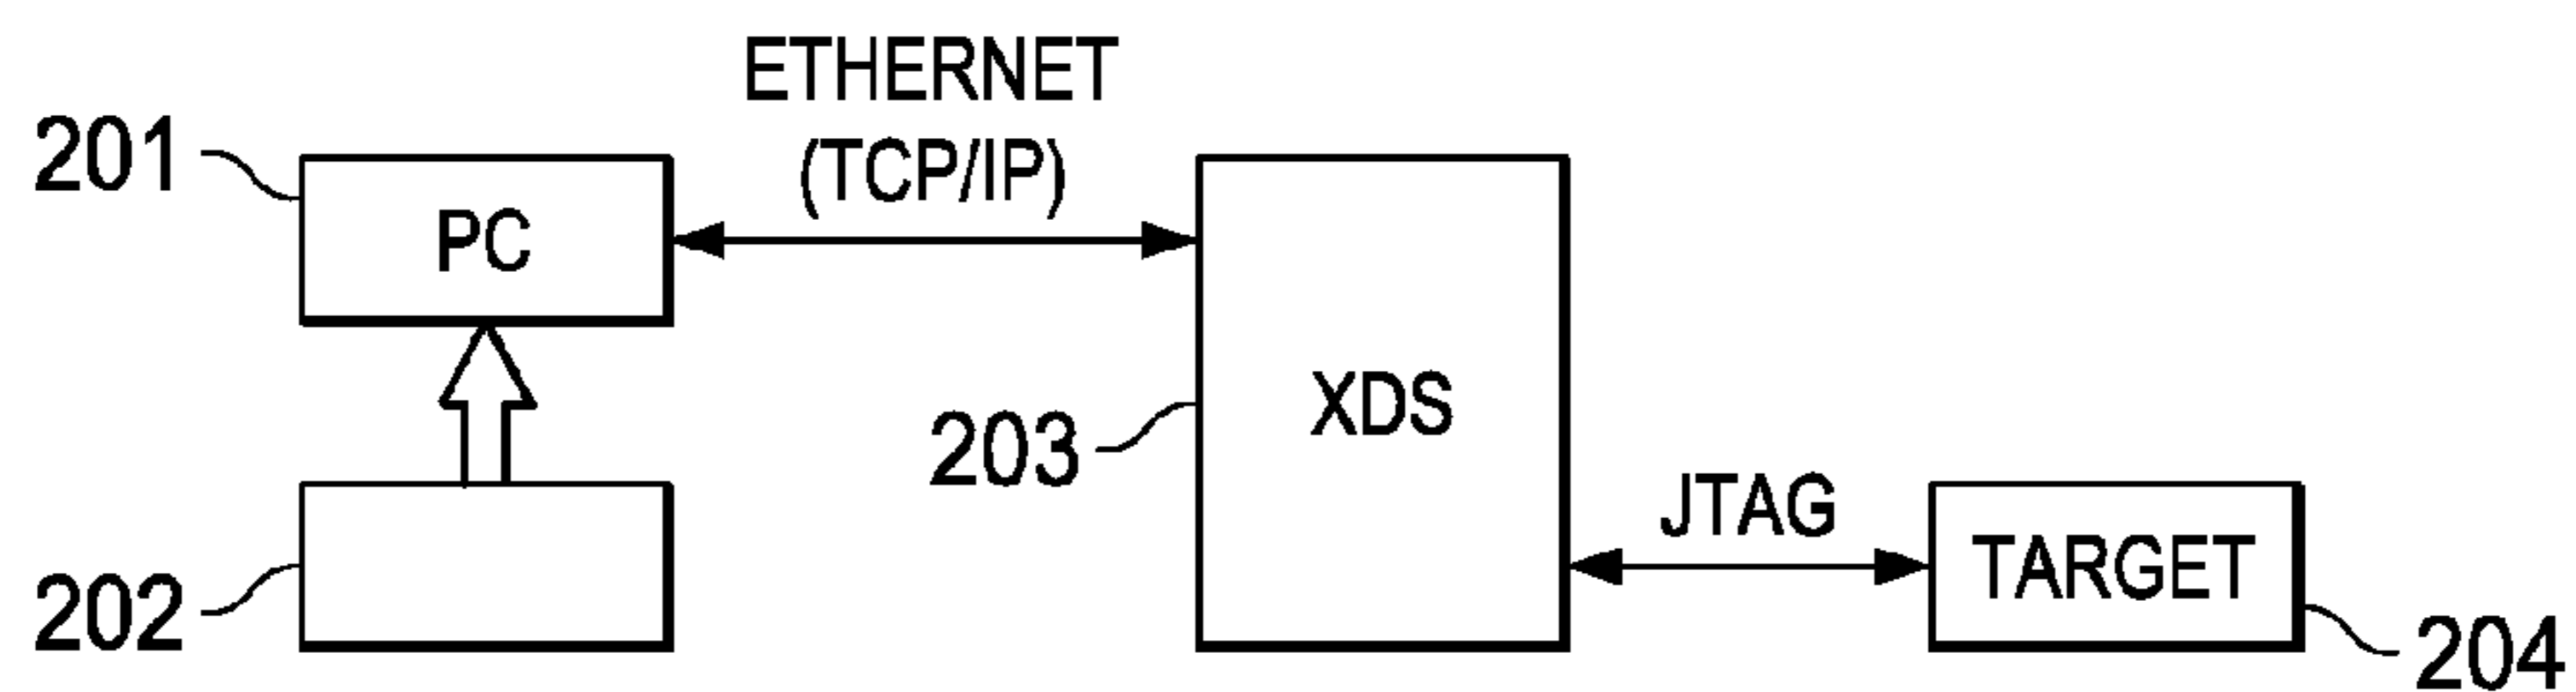 ETHERNET
(TCP/IP)
201
PC
XDS
203
JTAG
TARGET
202
204